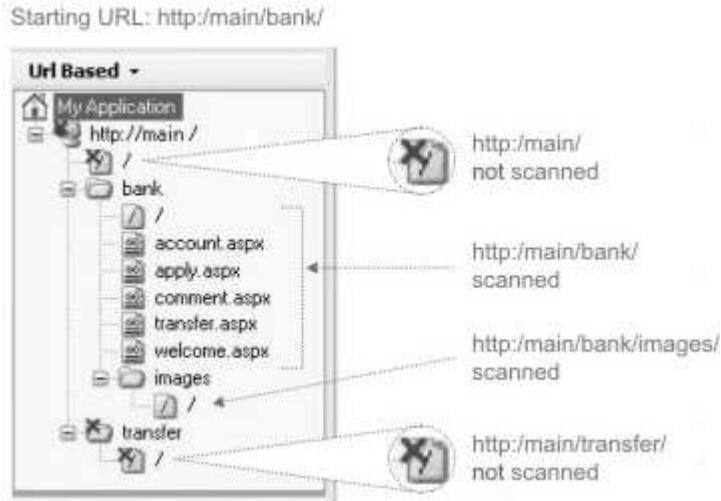 Starting URL: http:/main/bank/
Url Based
My Application
http://main /
/
http:/main/
not scanned
bank
/
account.aspx
apply.aspx
comment.aspx
transfer.aspx
welcome.aspx
http:/main/bank/
scanned
images
/
http:/main/bank/images/
scanned
transfer
/
http:/main/transfer/
not scanned